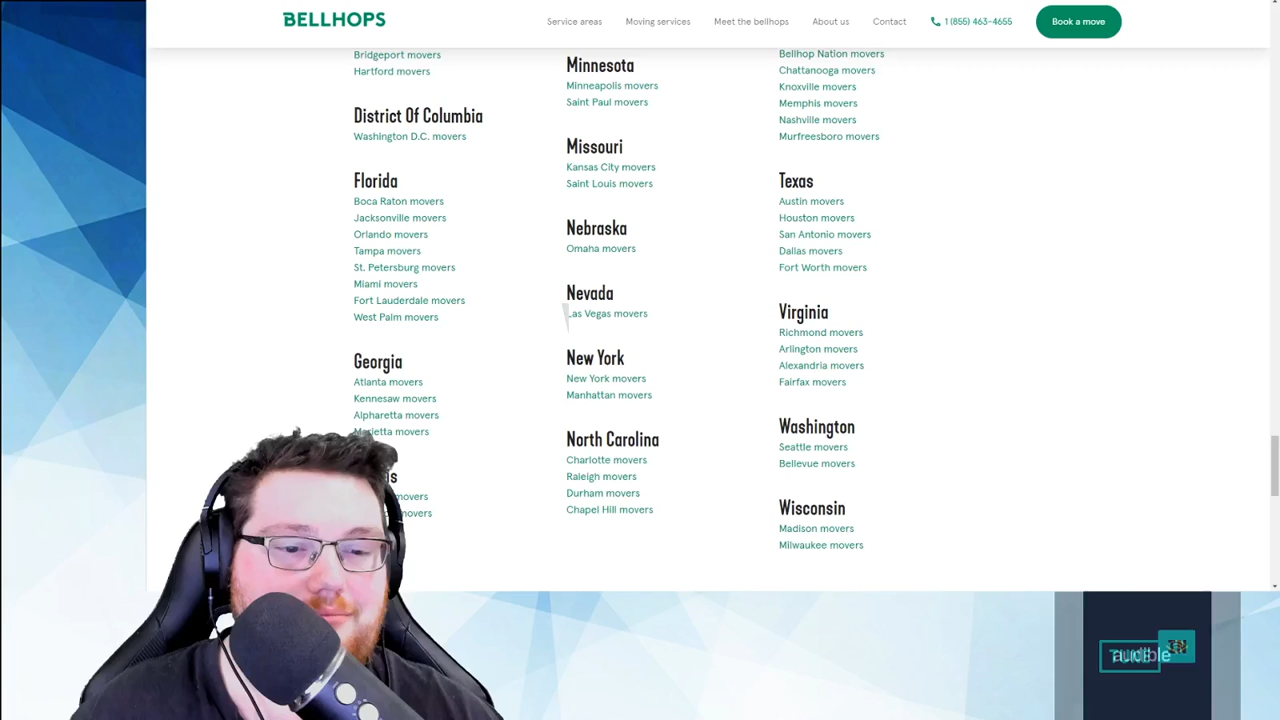 BELLHOPS
Service areas
Moving services
Meet the bellhops
About us
Contact
1 (855) 463-4655
Book a move
Bridgeport movers
Hartford movers
District Of Columbia
Washington D.C. movers
Florida
Boca Raton movers
Jacksonville movers
Orlando movers
Tampa movers
St. Petersburg movers
Miami movers
Fort Lauderdale movers
West Palm movers
Georgia
Atlanta movers
Kennesaw movers
Alpharetta movers
Marietta movers
movers
movers
Minnesota
Minneapolis movers
Saint Paul movers
Missouri
Kansas City movers
Saint Louis movers
Nebraska
Omaha movers
Nevada
Las Vegas movers
New York
New York movers
Manhattan movers
North Carolina
Charlotte movers
Raleigh movers
Durham movers
Chapel Hill movers
Bellhop Nation movers
Chattanooga movers
Knoxville movers
Memphis movers
Nashville movers
Murfreesboro movers
Texas
Austin movers
Houston movers
San Antonio movers
Dallas movers
Fort Worth movers
Virginia
Richmond movers
Arlington movers
Alexandria movers
Fairfax movers
Washington
Seattle movers
Bellevue movers
Wisconsin
Madison movers
Milwaukee movers
audible